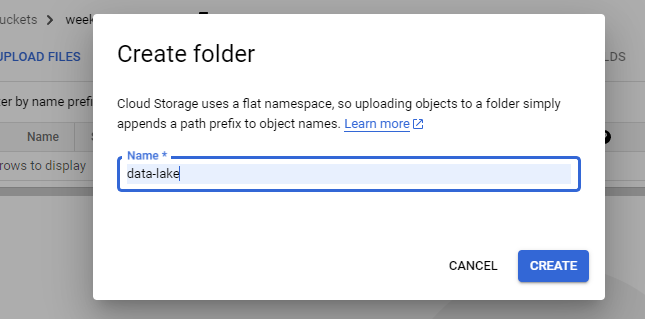 uckets > week
UPLOAD FILES
LDS
ter by name prefi
Name S
rows to display
Create folder
Cloud Storage uses a flat namespace, so uploading objects to a folder simply
appends a path prefix to object names. Learn more
Name *
data-lake
CANCEL CREATE